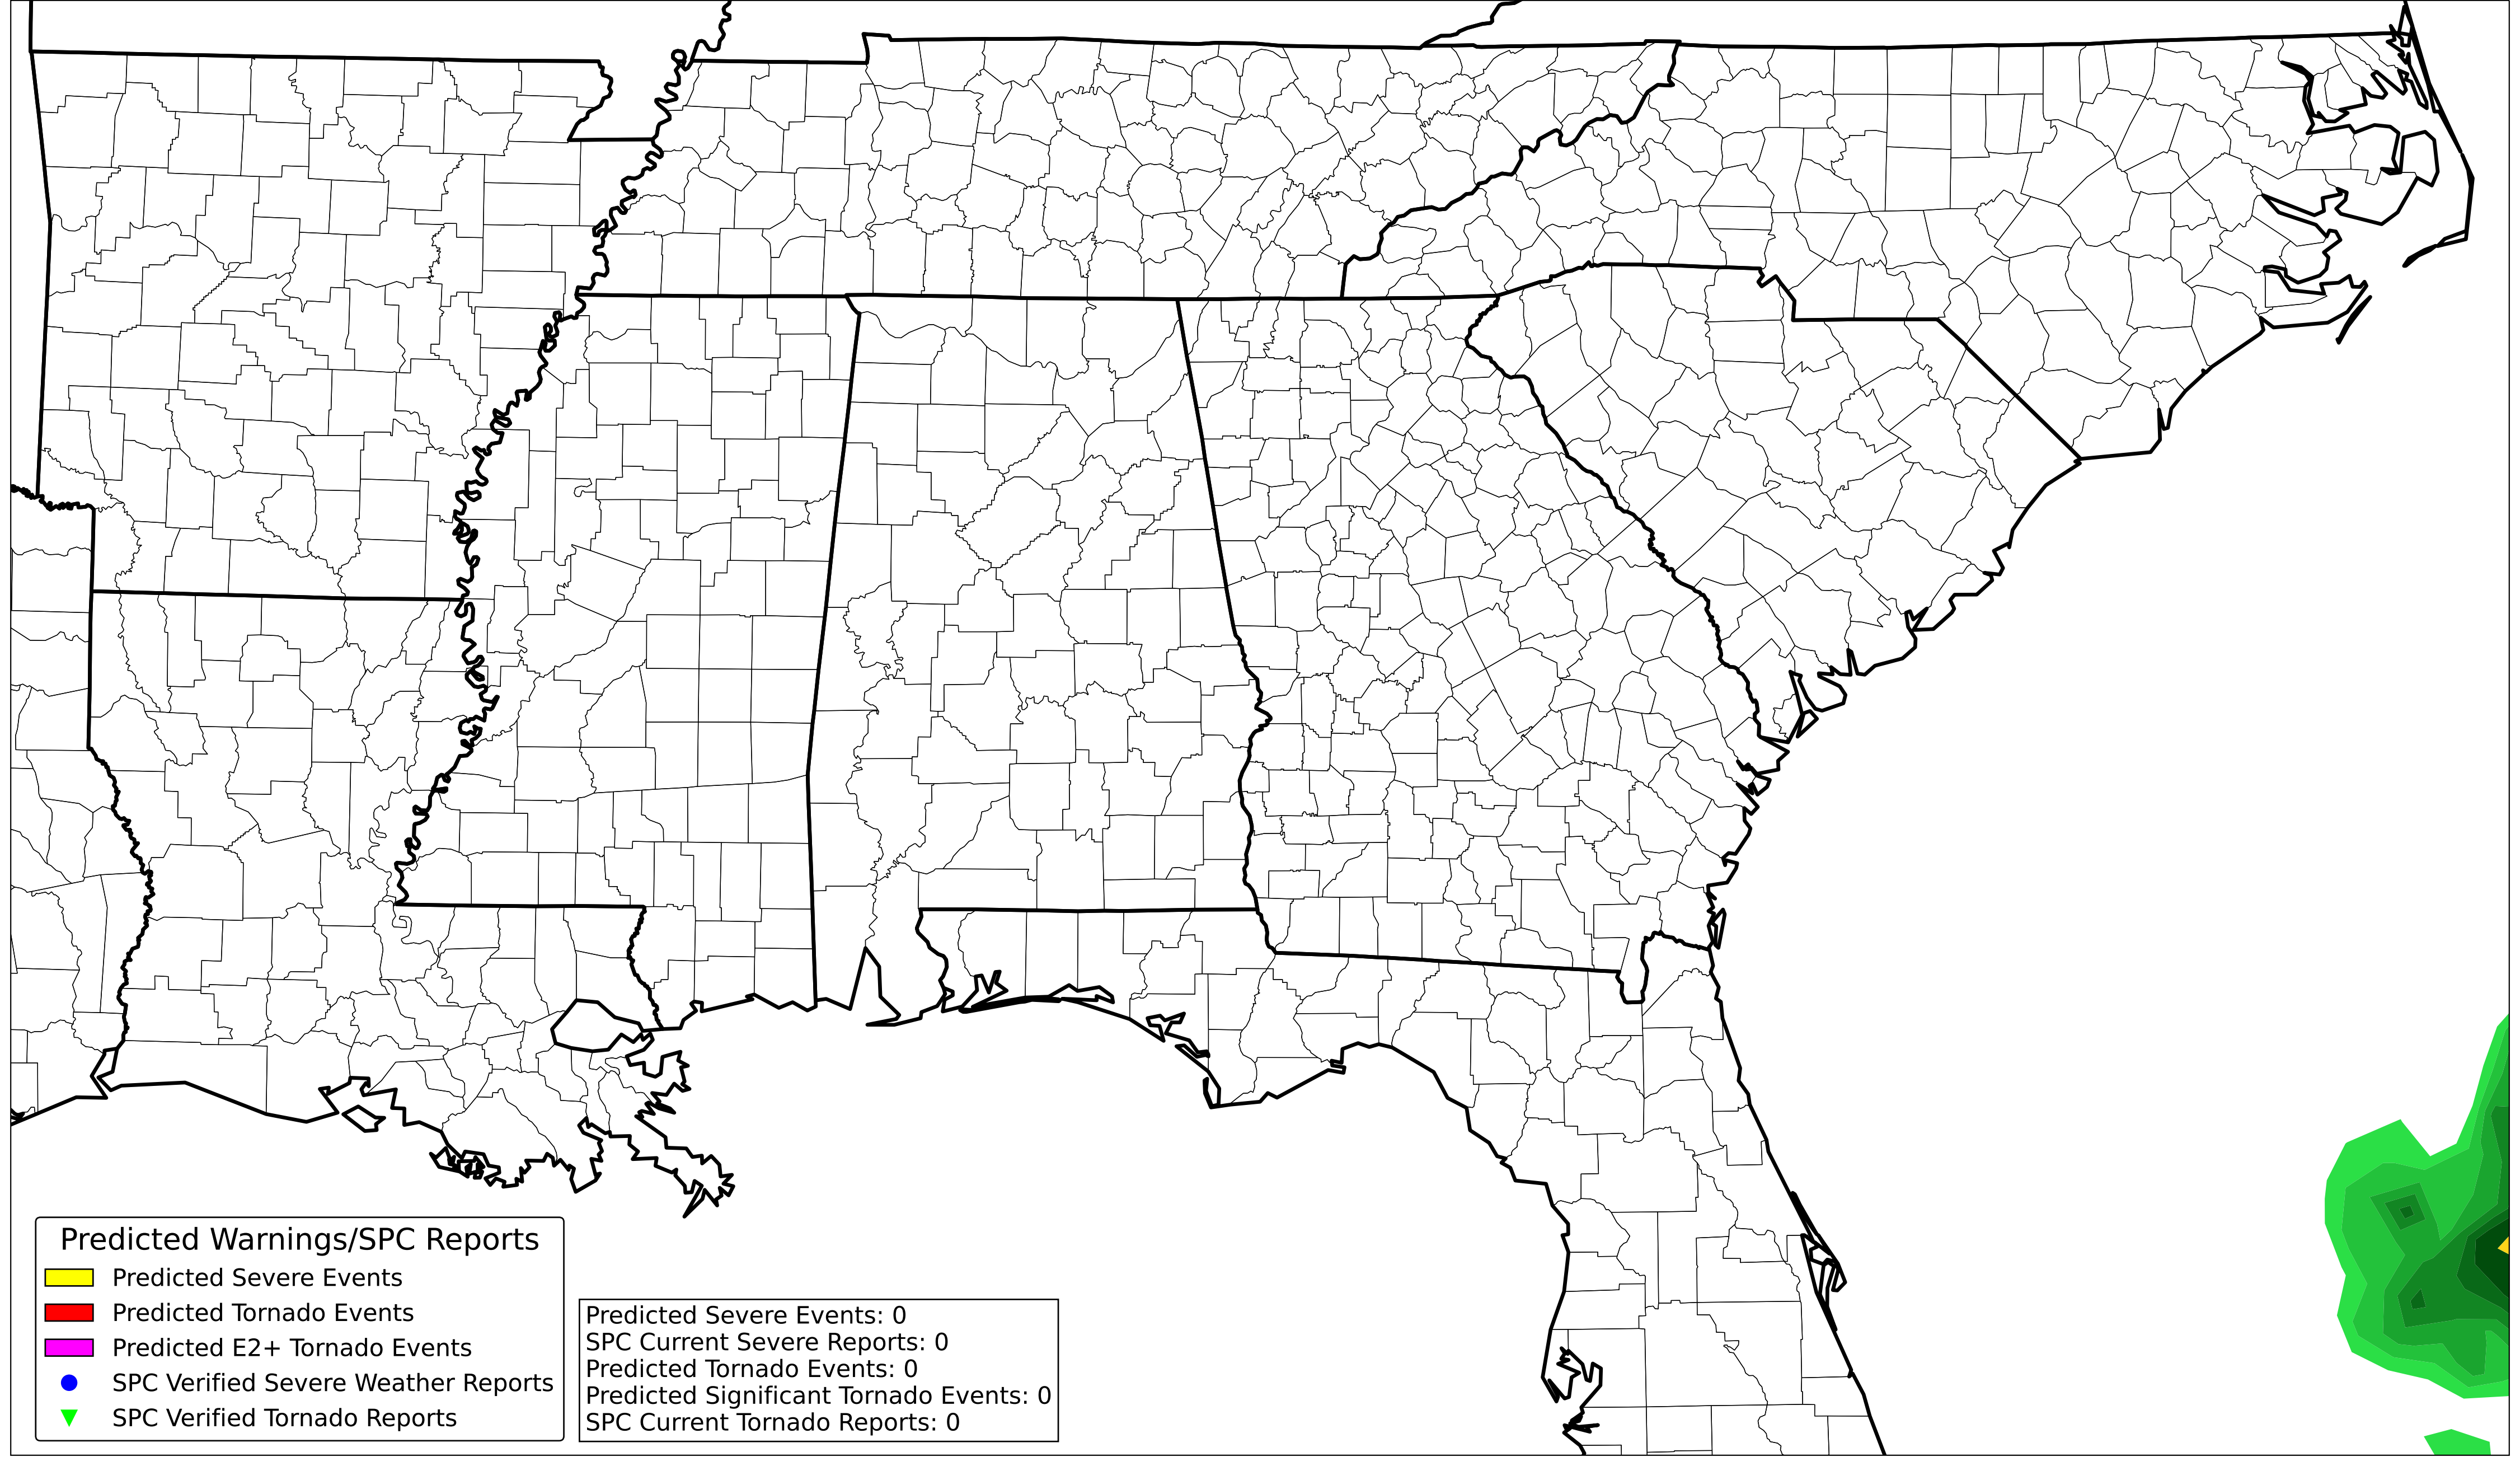 Predicted Warnings/SPC Reports
Predicted Severe Events
Predicted Tornado Events
Predicted E2+ Tornado Events
SPC Verified Severe Weather Reports
SPC Verified Tornado Reports
Predicted Severe Events: 0
SPC Current Severe Reports: 0
Predicted Tornado Events: 0
Predicted Significant Tornado Events: 0
SPC Current Tornado Reports: 0